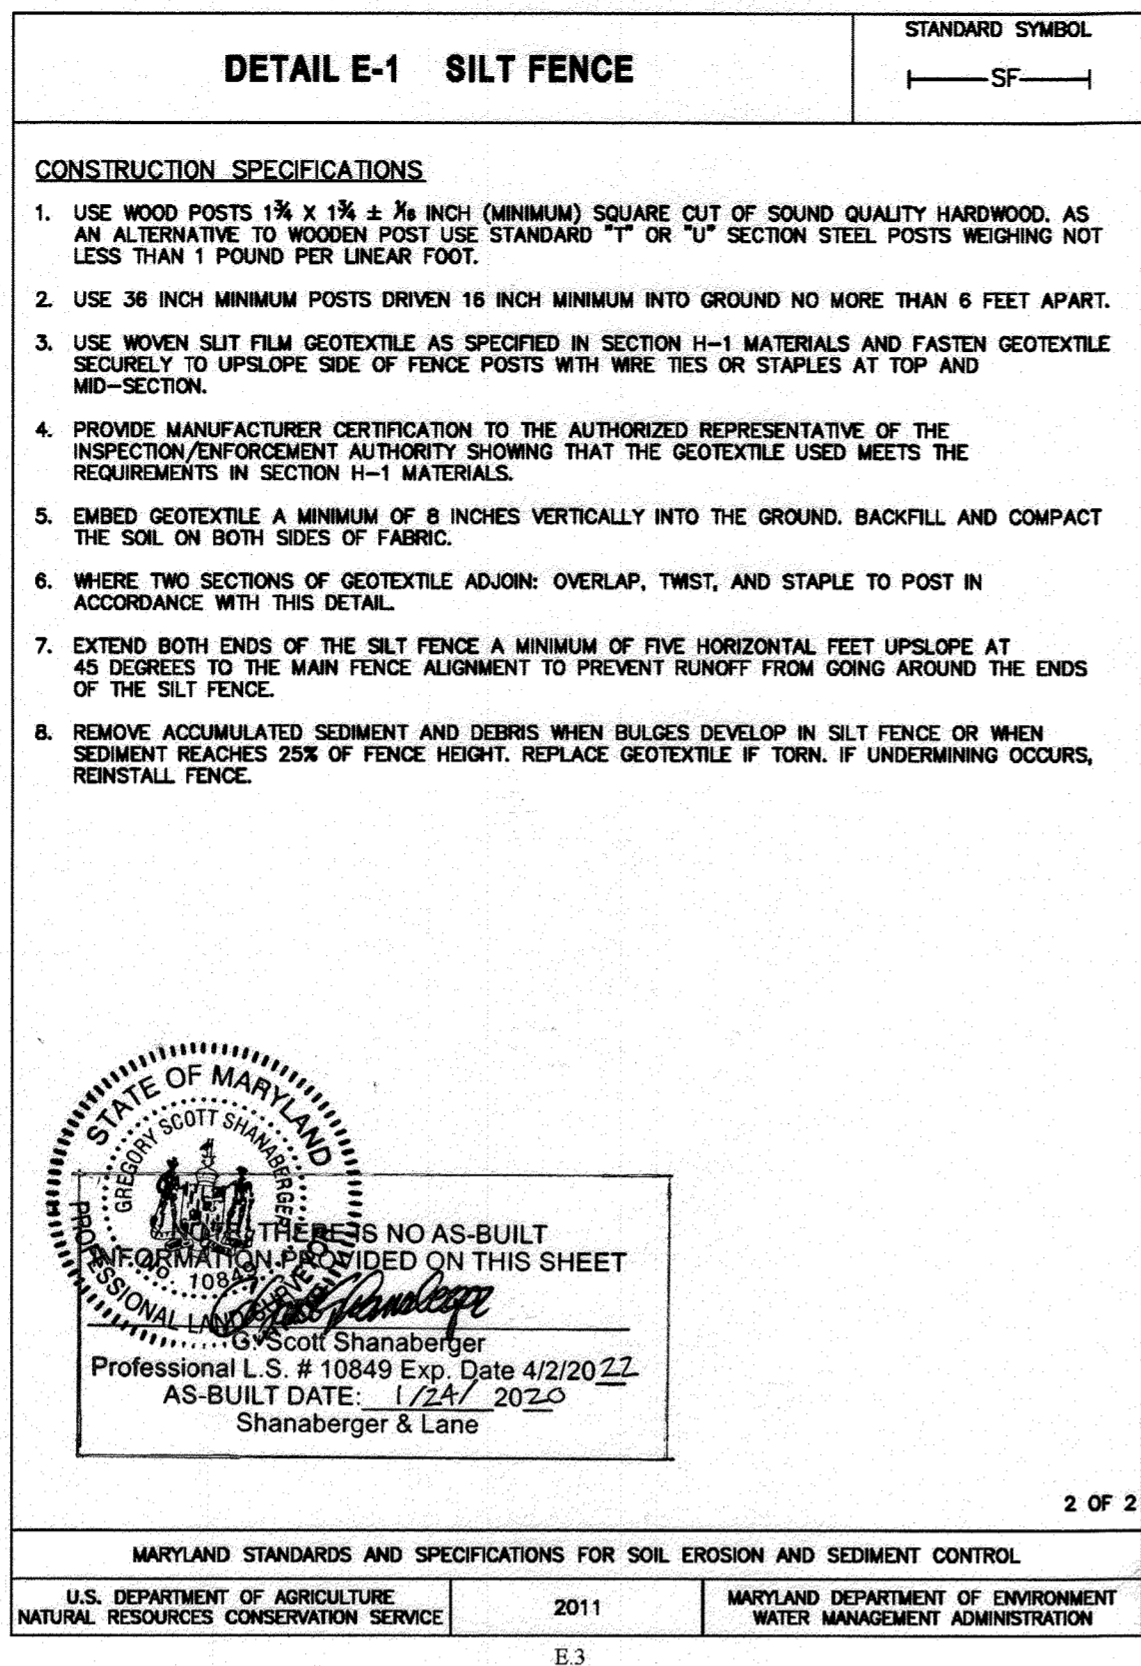 DETAIL E-1 SILT FENCE
STANDARD SYMBOL
SF
CONSTRUCTION SPECIFICATIONS
1. USE WOOD POSTS 1¾ X 1¾ ± 1/16 INCH (MINIMUM) SQUARE CUT OF SOUND QUALITY HARDWOOD. AS
AN ALTERNATIVE TO WOODEN POST USE STANDARD "T" OR "U" SECTION STEEL POSTS WEIGHING NOT
LESS THAN 1 POUND PER LINEAR FOOT.
2. USE 36 INCH MINIMUM POSTS DRIVEN 16 INCH MINIMUM INTO GROUND NO MORE THAN 6 FEET APART.
3. USE WOVEN SLIT FILM GEOTEXTILE AS SPECIFIED IN SECTION H-1 MATERIALS AND FASTEN GEOTEXTILE
SECURELY TO UPSLOPE SIDE OF FENCE POSTS WITH WIRE TIES OR STAPLES AT TOP AND
MID-SECTION.
4. PROVIDE MANUFACTURER CERTIFICATION TO THE AUTHORIZED REPRESENTATIVE OF THE
INSPECTION/ENFORCEMENT AUTHORITY SHOWING THAT THE GEOTEXTILE USED MEETS THE
REQUIREMENTS IN SECTION H-1 MATERIALS.
5. EMBED GEOTEXTILE A MINIMUM OF 8 INCHES VERTICALLY INTO THE GROUND. BACKFILL AND COMPACT
THE SOIL ON BOTH SIDES OF FABRIC.
6. WHERE TWO SECTIONS OF GEOTEXTILE ADJOIN: OVERLAP, TWIST, AND STAPLE TO POST IN
ACCORDANCE WITH THIS DETAIL.
7. EXTEND BOTH ENDS OF THE SILT FENCE A MINIMUM OF FIVE HORIZONTAL FEET UPSLOPE AT
45 DEGREES TO THE MAIN FENCE ALIGNMENT TO PREVENT RUNOFF FROM GOING AROUND THE ENDS
OF THE SILT FENCE.
8. REMOVE ACCUMULATED SEDIMENT AND DEBRIS WHEN BULGES DEVELOP IN SILT FENCE OR WHEN
SEDIMENT REACHES 25% OF FENCE HEIGHT. REPLACE GEOTEXTILE IF TORN. IF UNDERMINING OCCURS,
REINSTALL FENCE.
STATE OF MARYLAND
GREGORY SCOTT SHANABERGER
No. 10849
PROFESSIONAL LAND SURVEYOR
NOTE: THERE IS NO AS-BUILT
INFORMATION PROVIDED ON THIS SHEET
G. Scott Shanaberger
Professional L.S. # 10849 Exp. Date 4/2/2022
AS-BUILT DATE: 1/24/ 2020
Shanaberger & Lane
2 OF 2
MARYLAND STANDARDS AND SPECIFICATIONS FOR SOIL EROSION AND SEDIMENT CONTROL
U.S. DEPARTMENT OF AGRICULTURE
NATURAL RESOURCES CONSERVATION SERVICE
2011
MARYLAND DEPARTMENT OF ENVIRONMENT
WATER MANAGEMENT ADMINISTRATION
E.3